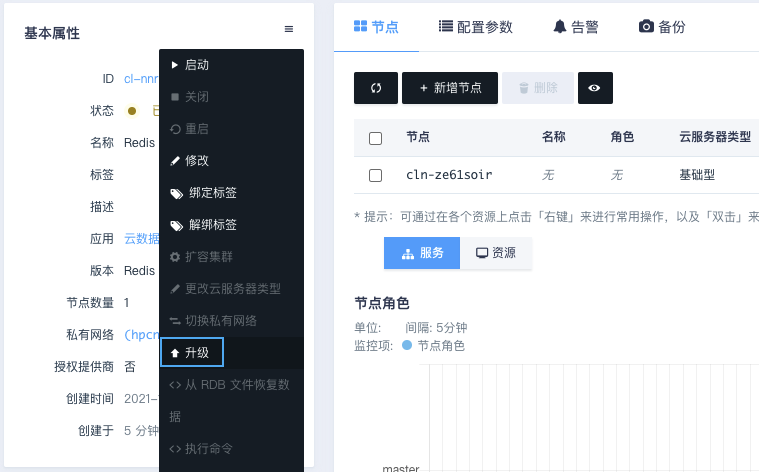 基本属性
ID cl-nnr
状态
名称 Redis
标签
描述
应用 云数据
版本 Redis
节点数量 1
私有网络 (hpcn
授权提供商 否
创建时间 2021-
创建于 5 分钟
启动
关闭
重启
修改
绑定标签
解绑标签
扩容集群
更改云服务器类型
切换私有网络
升级
从 RDB 文件恢复数
据
执行命令
节点 配置参数 告警 备份
+ 新增节点 删除
节点 名称 角色 云服务器类型
cln-ze61soir 无 无 基础型
* 提示：可通过在各个资源上点击「右键」来进行常用操作，以及「双击」来
服务 资源
节点角色
单位: 间隔: 5分钟
监控项: 节点角色
master